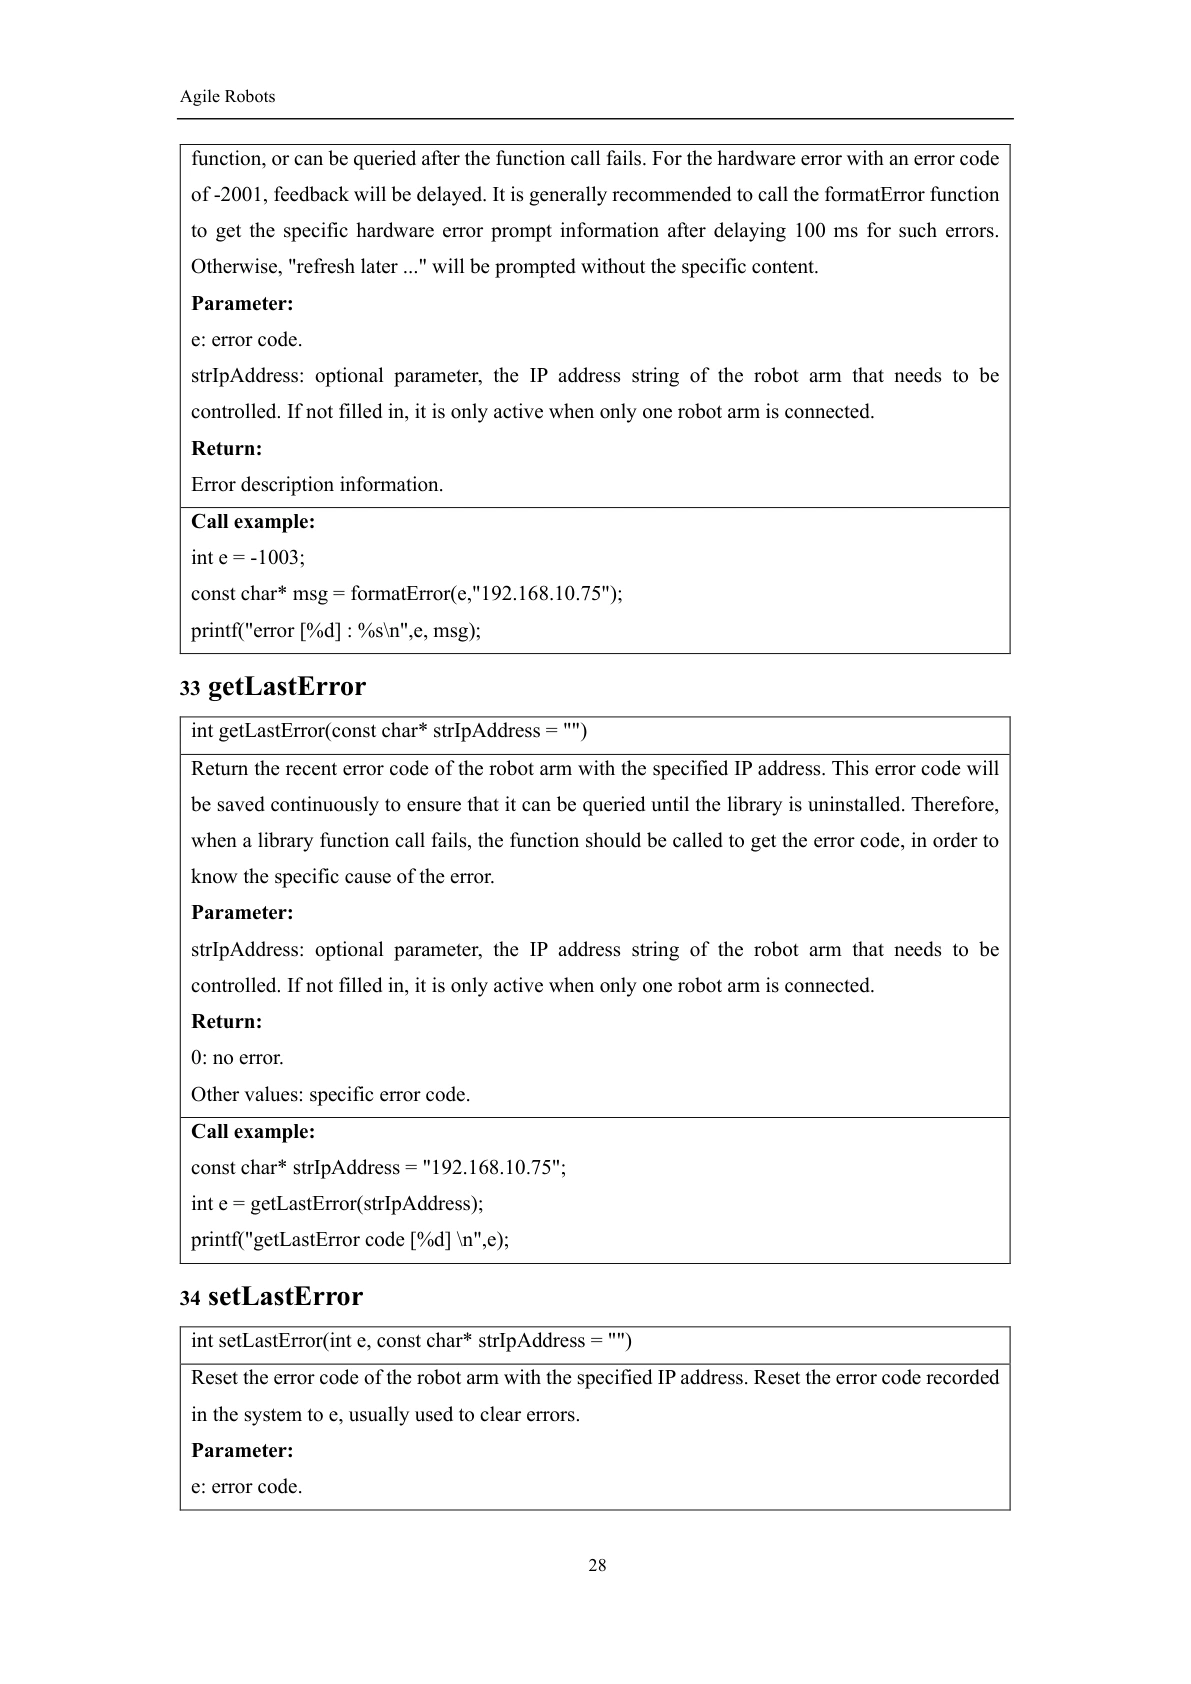 Agile Robots
function, or can be queried after the function call fails. For the hardware error with an error code
of -2001, feedback will be delayed. It is generally recommended to call the formatError function
to get the specific hardware error prompt information after delaying 100 ms for such errors.
Otherwise, "refresh later ..." will be prompted without the specific content.
Parameter:
e: error code.
strIpAddress: optional parameter, the IP address string of the robot arm that needs to be
controlled. If not filled in, it is only active when only one robot arm is connected.
Return:
Error description information.
Call example:
int e = -1003;
const char* msg = formatError(e,"192.168.10.75");
printf("error [%d] : %s\n",e, msg);
33 getLastError
int getLastError(const char* strIpAddress = "")
Return the recent error code of the robot arm with the specified IP address. This error code will
be saved continuously to ensure that it can be queried until the library is uninstalled. Therefore,
when a library function call fails, the function should be called to get the error code, in order to
know the specific cause of the error.
Parameter:
strIpAddress: optional parameter, the IP address string of the robot arm that needs to be
controlled. If not filled in, it is only active when only one robot arm is connected.
Return:
0: no error.
Other values: specific error code.
Call example:
const char* strIpAddress = "192.168.10.75";
int e = getLastError(strIpAddress);
printf("getLastError code [%d] \n",e);
34 setLastError
int setLastError(int e, const char* strIpAddress = "")
Reset the error code of the robot arm with the specified IP address. Reset the error code recorded
in the system to e, usually used to clear errors.
Parameter:
e: error code.
28